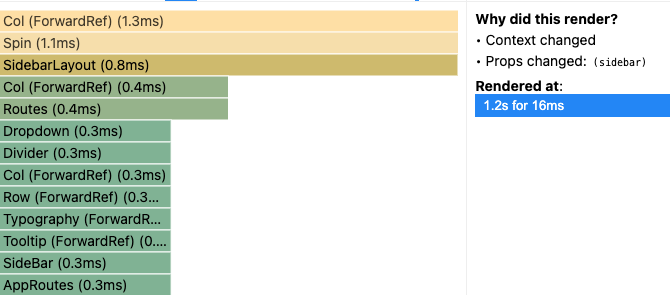 Col (ForwardRef) (1.3ms)
Spin (1.1ms)
SidebarLayout (0.8ms)
Col (ForwardRef) (0.4ms)
Routes (0.4ms)
Dropdown (0.3ms)
Divider (0.3ms)
Col (ForwardRef) (0.3ms)
Row (ForwardRef) (0.3...
Typography (ForwardR...
Tooltip (ForwardRef) (0....
SideBar (0.3ms)
AppRoutes (0.3ms)
Why did this render?
• Context changed
• Props changed: (sidebar)
Rendered at:
1.2s for 16ms